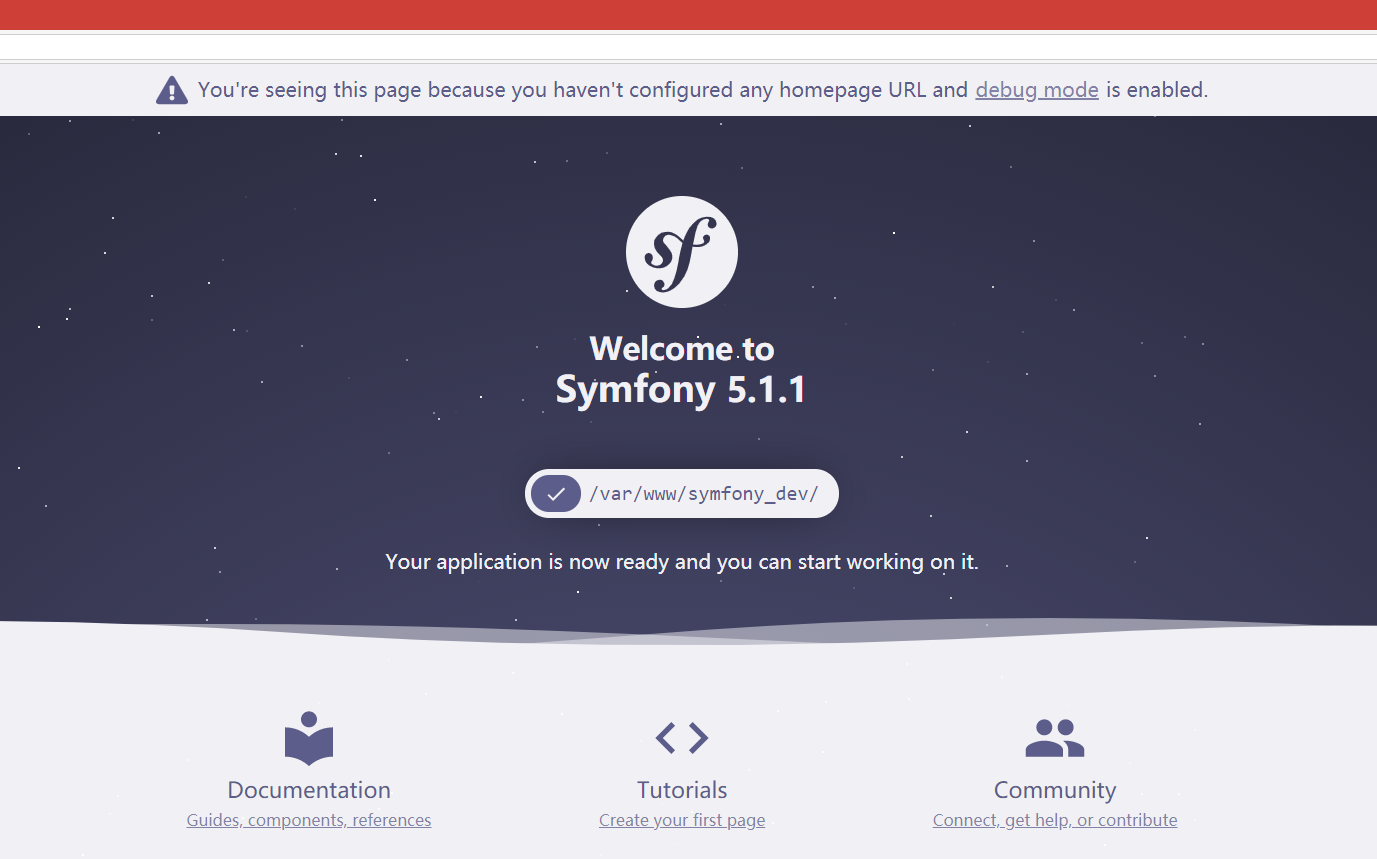 You're seeing this page because you haven't configured any homepage URL and debug mode is enabled.
sf
Welcome to
Symfony 5.1.1
/var/www/symfony_dev/
Your application is now ready and you can start working on it.
Documentation
Guides, components, references
Tutorials
Create your first page
Community
Connect, get help, or contribute